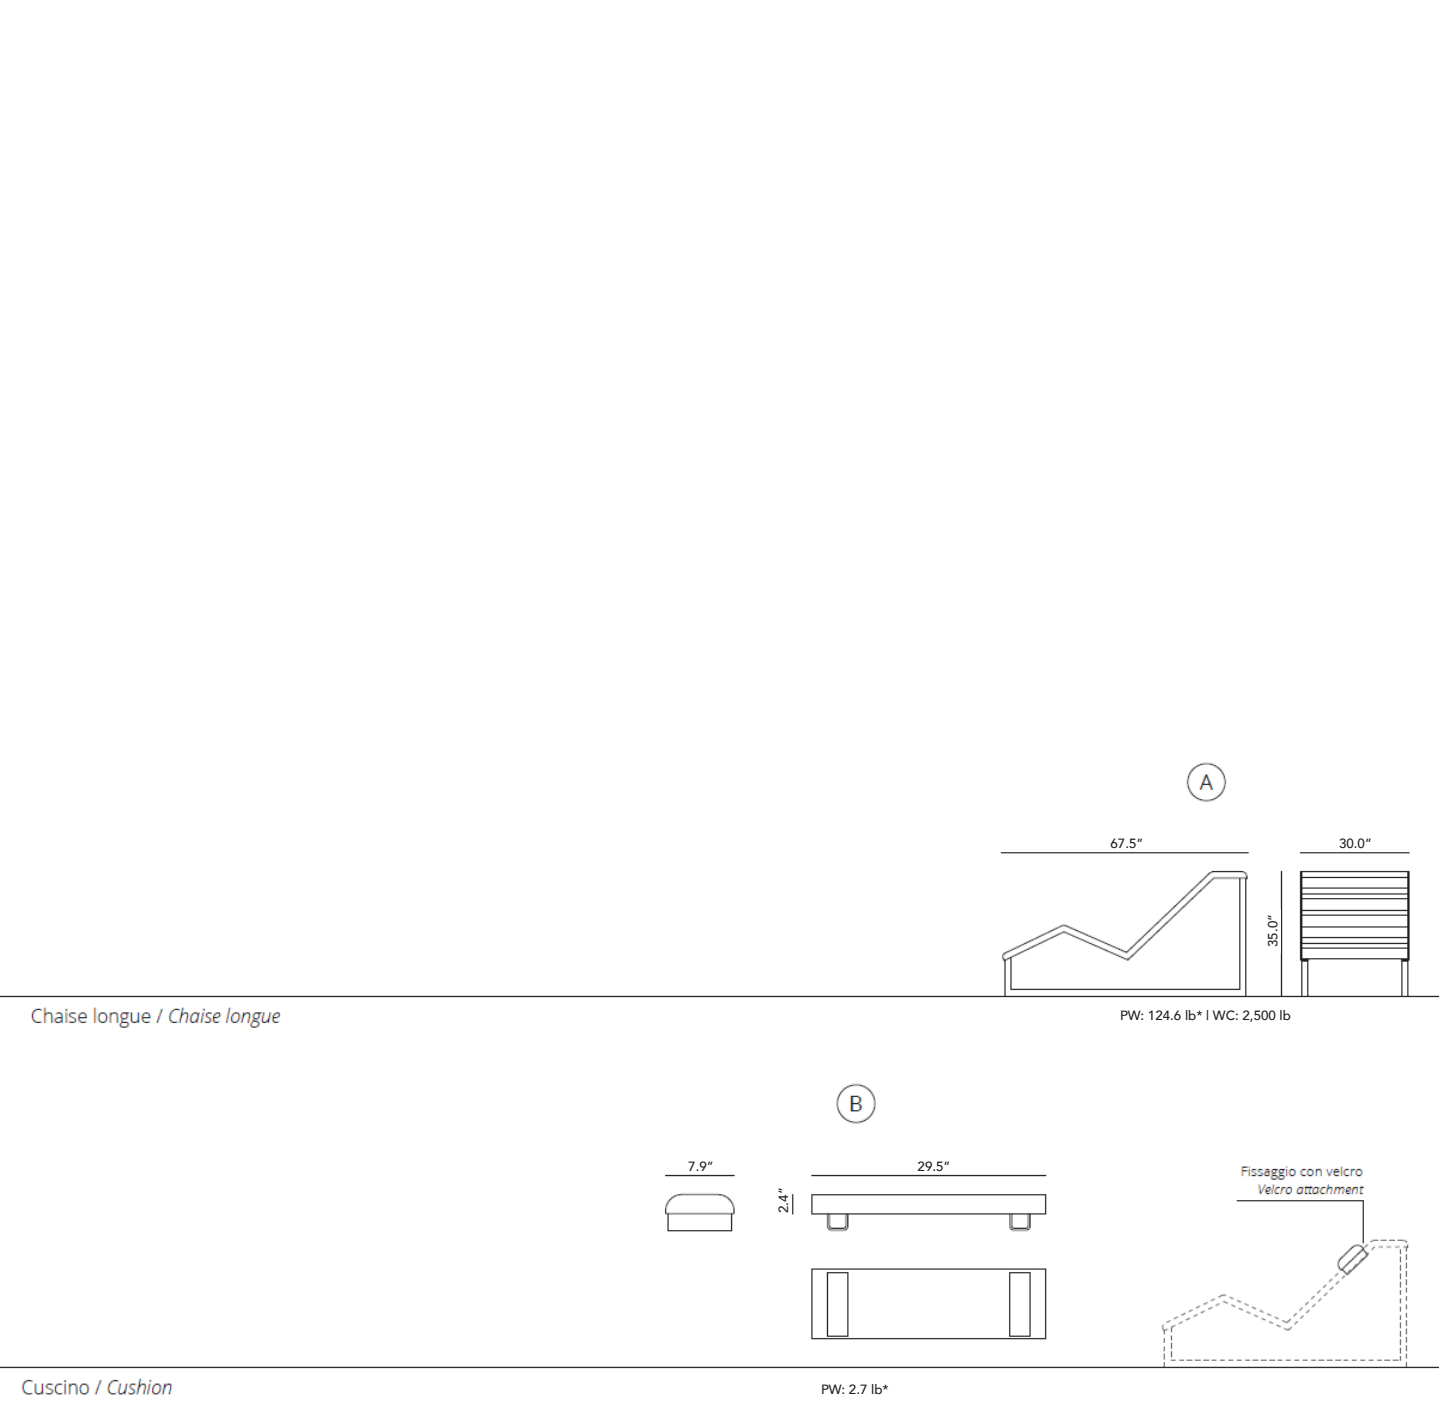 A
67.5″
30.0″
35.0″
Chaise longue / Chaise longue
PW: 124.6 lb* | WC: 2,500 lb
B
7.9″
2.4″
29.5″
Fissaggio con velcro
Velcro attachment
Cuscino / Cushion
PW: 2.7 lb*